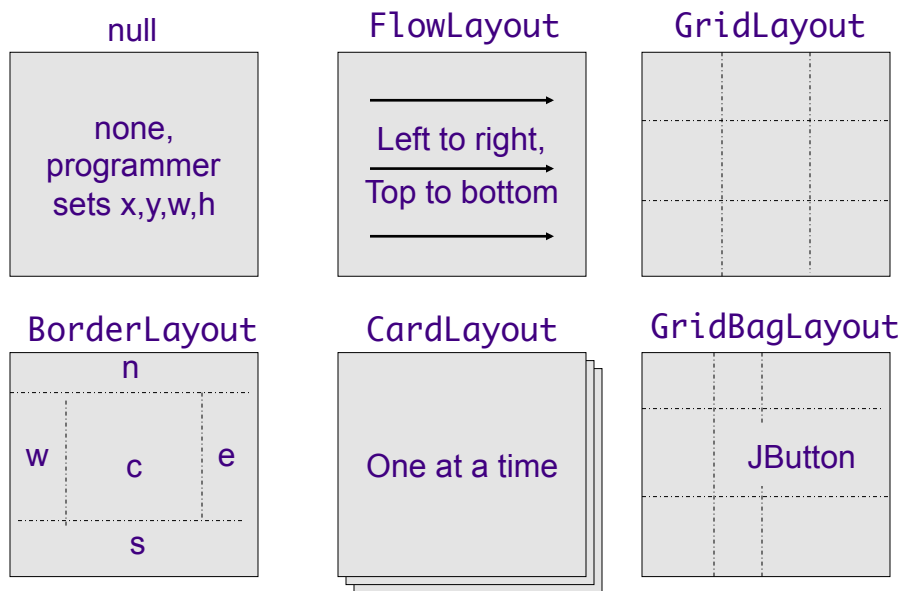 null
none,
programmer
sets x,y,w,h
FlowLayout
Left to right,
Top to bottom
GridLayout
BorderLayout
n
w
c
e
s
CardLayout
One at a time
GridBagLayout
JButton